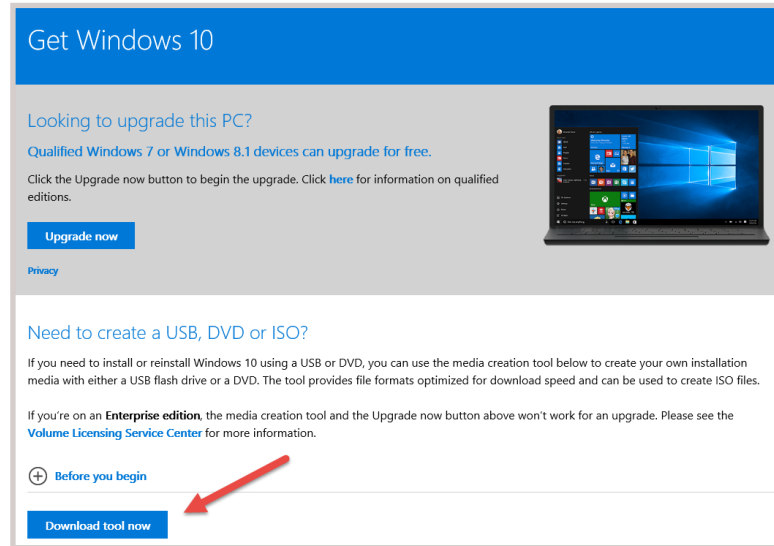 Get Windows 10
Looking to upgrade this PC?
Qualified Windows 7 or Windows 8.1 devices can upgrade for free.
Click the Upgrade now button to begin the upgrade. Click here for information on qualified
editions.
Upgrade now
Privacy
Need to create a USB, DVD or ISO?
If you need to install or reinstall Windows 10 using a USB or DVD, you can use the media creation tool below to create your own installation
media with either a USB flash drive or a DVD. The tool provides file formats optimized for download speed and can be used to create ISO files.
If you're on an Enterprise edition, the media creation tool and the Upgrade now button above won't work for an upgrade. Please see the
Volume Licensing Service Center for more information.
Before you begin
Download tool now